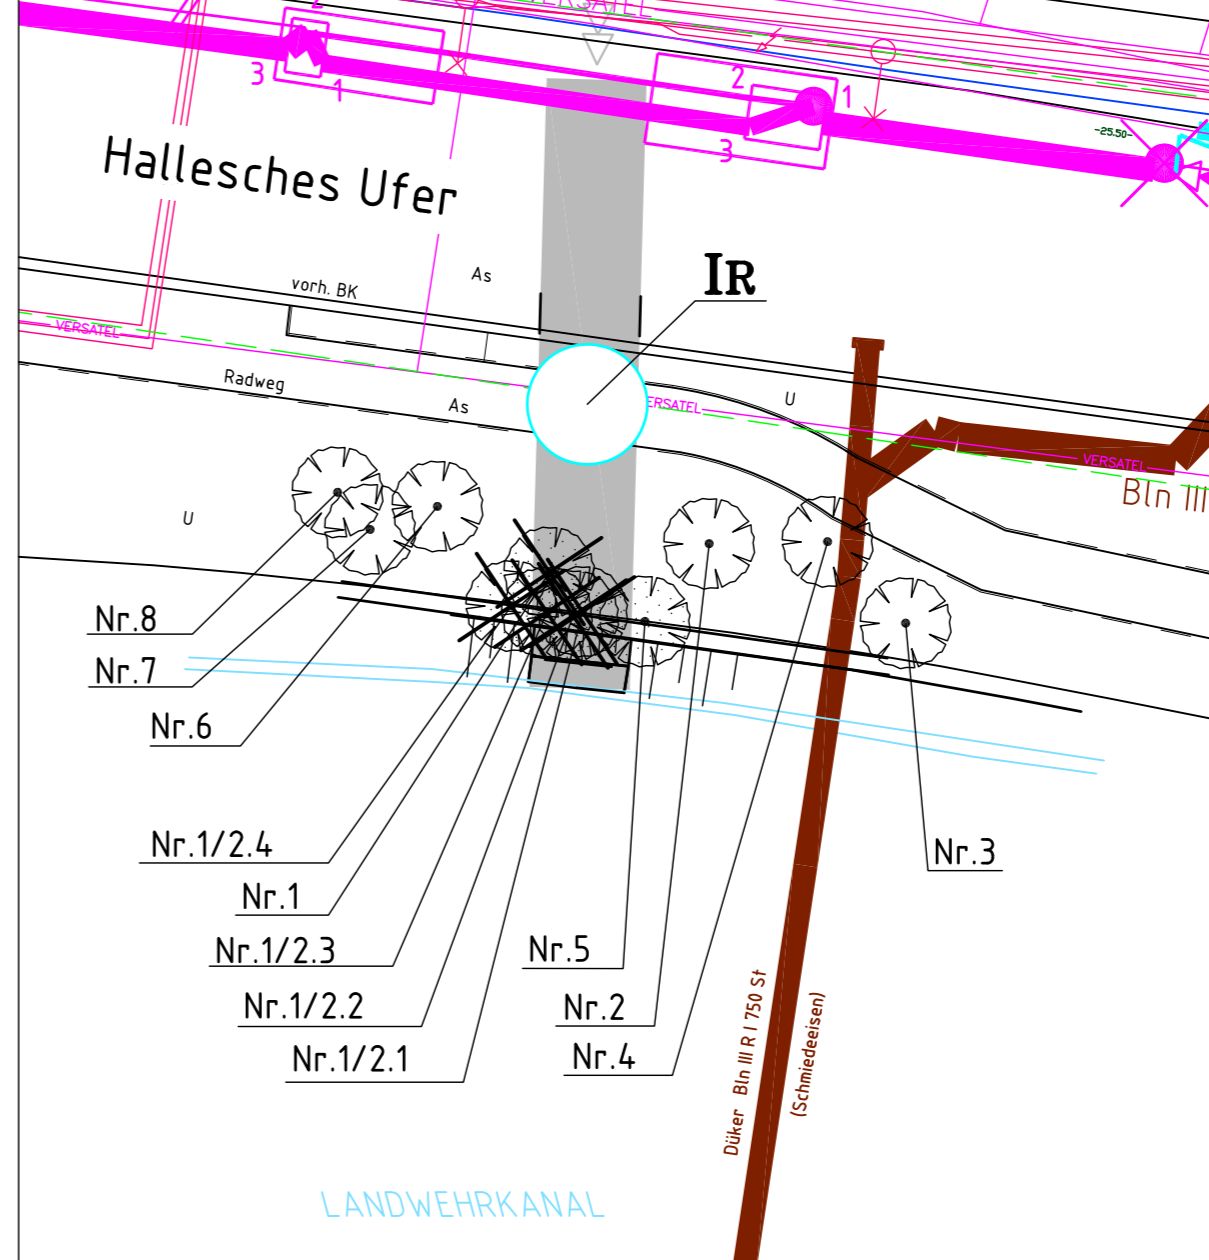 VERSATEL
2
3
1
2
1
3
-25.50-
Hallesches Ufer
As
IR
vorh. BK
VERSATEL
Radweg
As
ERSATEL
U
VERSATEL
Bln III
U
Nr.8
Nr.7
Nr.6
Nr.1/2.4
Nr.1
Nr.1/2.3
Nr.1/2.2
Nr.1/2.1
Nr.5
Nr.2
Nr.4
Nr.3
Düker Bln III R I 750 St
(Schmiedeeisen)
LANDWEHRKANAL